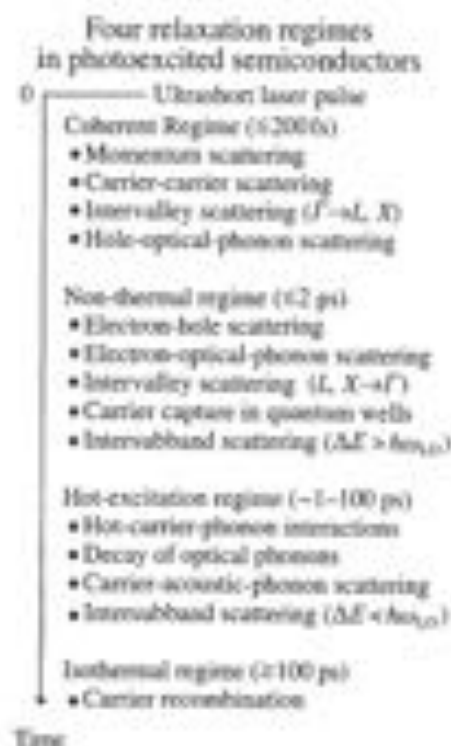 Four relaxation regimes
in photoexcited semiconductors
0 Ultrashort laser pulse
Coherent Regime (≤200fs)
• Momentum scattering
• Carrier-carrier scattering
• Intervalley scattering (Γ→L, X)
• Hole-optical-phonon scattering
Non-thermal regime (≤2 ps)
• Electron-hole scattering
• Electron-optical-phonon scattering
• Intervalley scattering (L, X→Γ)
• Carrier capture in quantum wells
• Intersubband scattering (ΔE > ħω_LO)
Hot-excitation regime (~1–100 ps)
• Hot-carrier-phonon interactions
• Decay of optical phonons
• Carrier-acoustic-phonon scattering
• Intersubband scattering (ΔE < ħω_LO)
Isothermal regime (≥100 ps)
• Carrier recombination
Time